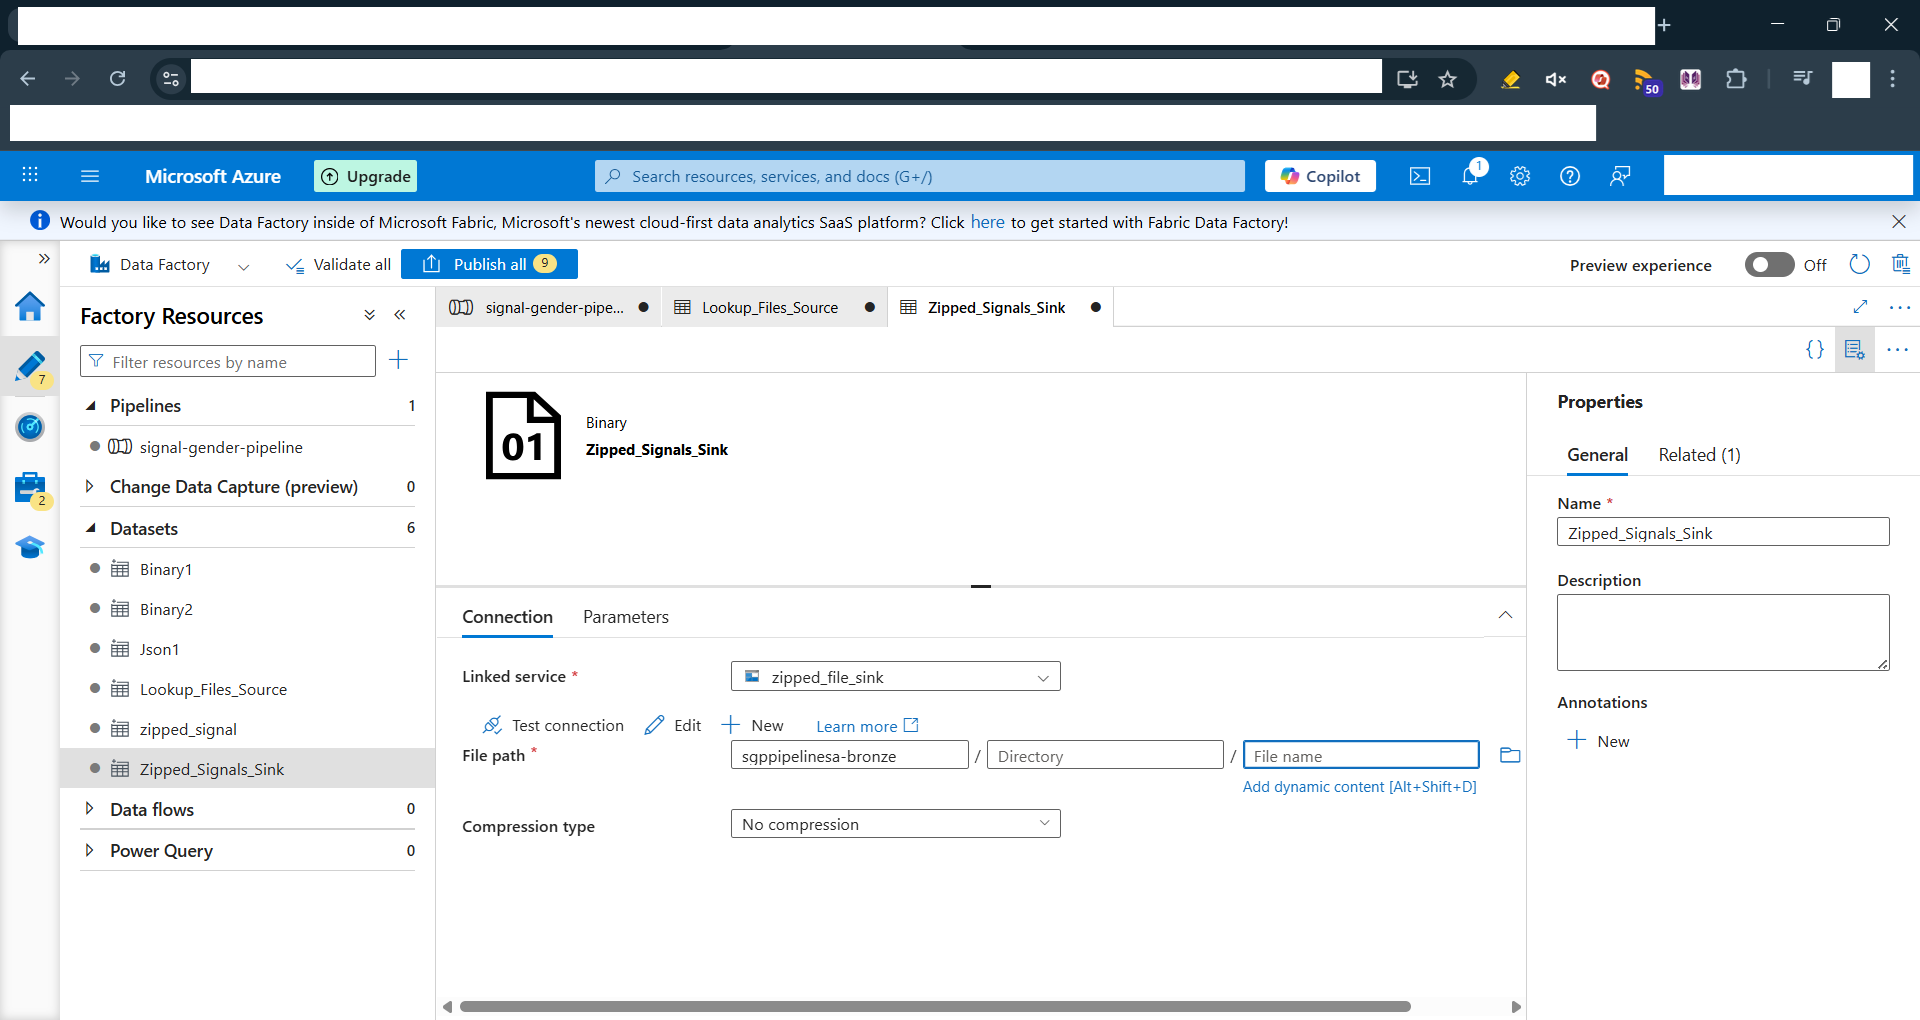 50
Microsoft Azure
Upgrade
Search resources, services, and docs (G+/)
Copilot
1
Would you like to see Data Factory inside of Microsoft Fabric, Microsoft's newest cloud-first data analytics SaaS platform? Click here to get started with Fabric Data Factory!
Data Factory
Validate all
Publish all 9
Preview experience
Off
7
2
Factory Resources
Filter resources by name
Pipelines 1
signal-gender-pipeline
Change Data Capture (preview) 0
Datasets 6
Binary1
Binary2
Json1
Lookup_Files_Source
zipped_signal
Zipped_Signals_Sink
Data flows 0
Power Query 0
signal-gender-pipe...
Lookup_Files_Source
Zipped_Signals_Sink
01
Binary
Zipped_Signals_Sink
Connection
Parameters
Linked service *
zipped_file_sink
Test connection
Edit
New
Learn more
File path *
sgppipelinesa-bronze / Directory / File name
Add dynamic content [Alt+Shift+D]
Compression type
No compression
{}
Properties
General
Related (1)
Name *
Zipped_Signals_Sink
Description
Annotations
New